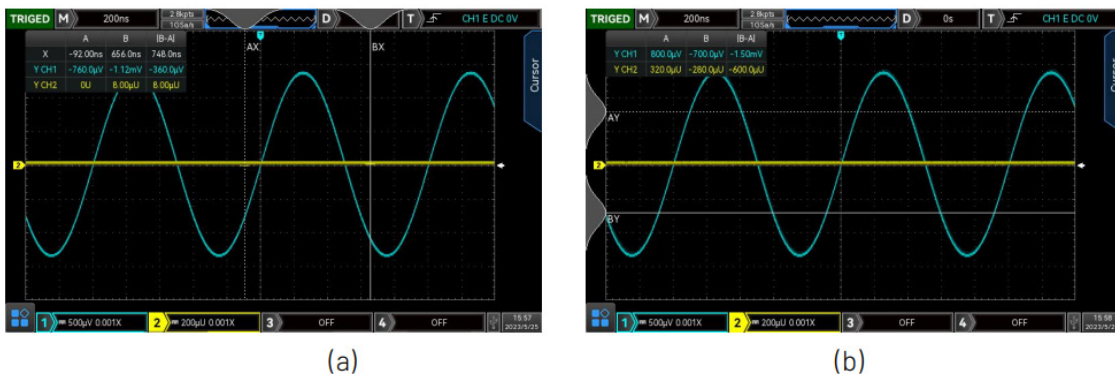 TRIGED M 200ns 2.8kpts 1GSa/s D T CH1 E DC 0V
A B |B-A|
X -92.00ns 656.0ns 748.0ns
Y CH1 -760.0μV -1.12mV -360.0μV
Y CH2 0U 8.00μU 8.00μU
AX BX
Cursor
2
1 500μV 0.001X 2 200μU 0.001X 3 OFF 4 OFF 15:57
2023/5/25
(a)
TRIGED M 200ns 2.8kpts 1GSa/s D 0s T CH1 E DC 0V
A B |B-A|
Y CH1 800.0μV -700.0μV -1.50mV
Y CH2 320.0μU -280.0μU -600.0μU
Cursor
AY
2
BY
1 500μV 0.001X 2 200μU 0.001X 3 OFF 4 OFF 15:58
(b)